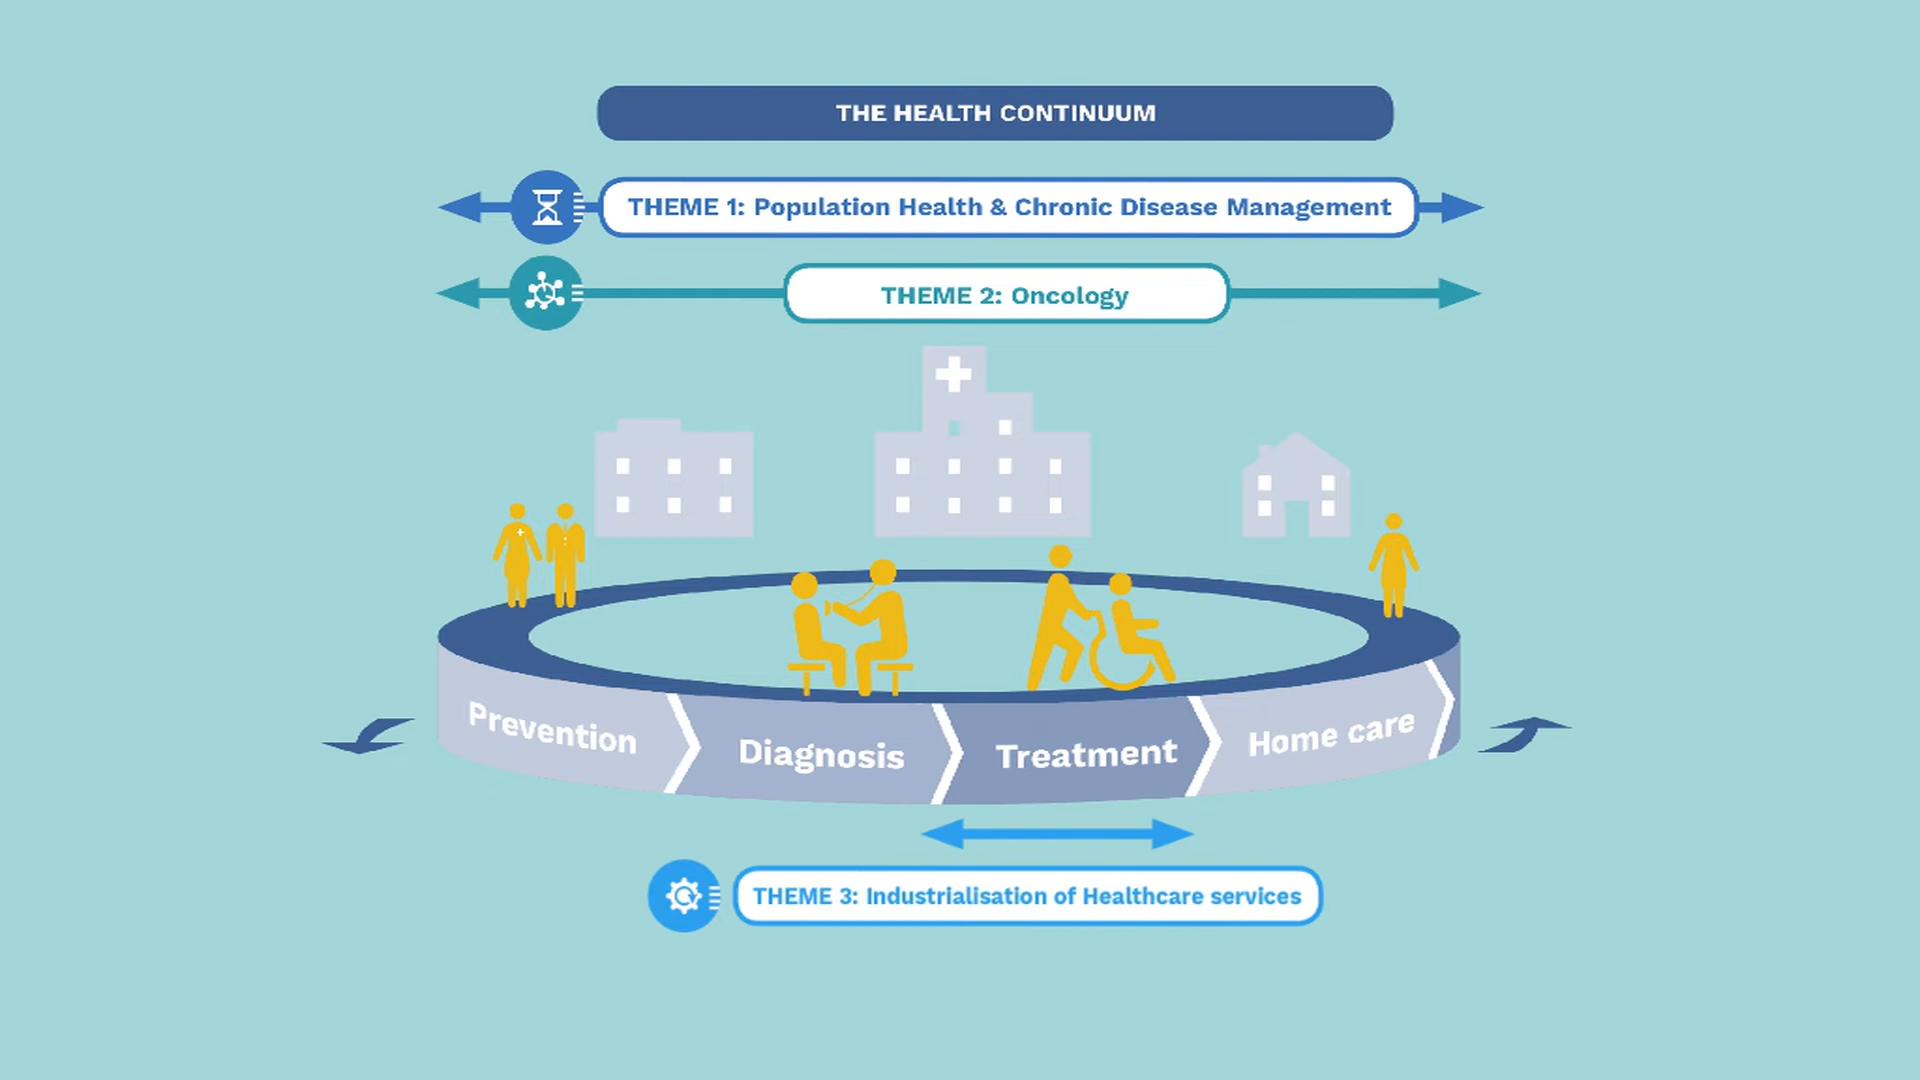 THE HEALTH CONTINUUM
THEME 1: Population Health & Chronic Disease Management
THEME 2: Oncology
Prevention
Diagnosis
Treatment
Home care
THEME 3: Industrialisation of Healthcare services